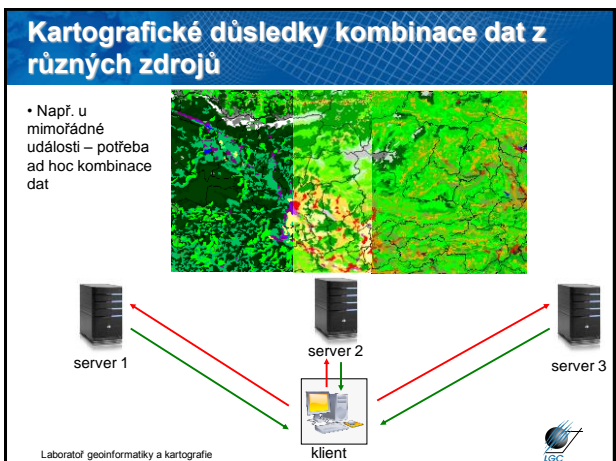 Kartografické důsledky kombinace dat z
různých zdrojů
• Např. u
mimořádné
události – potřeba
ad hoc kombinace
dat
server 1
server 2
server 3
klient
Laboratoř geoinformatiky a kartografie
LGC